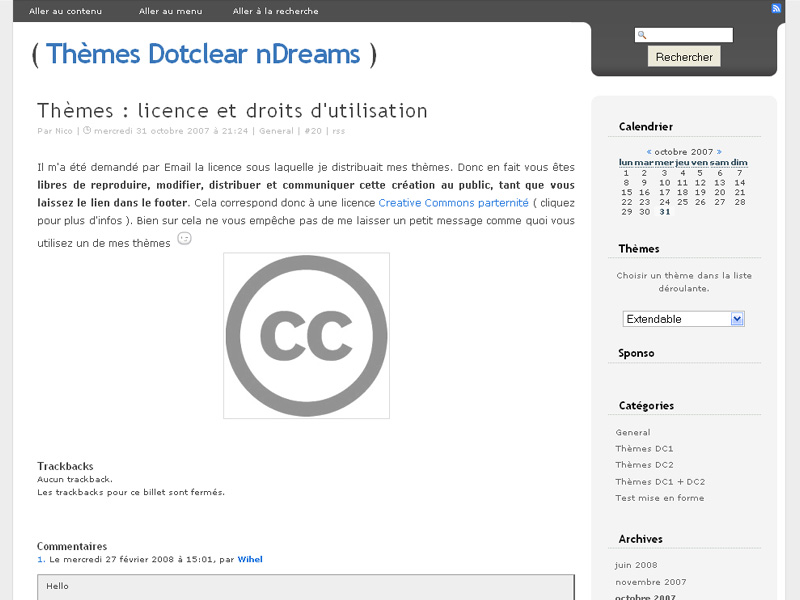 Aller au contenu Aller au menu Aller à la recherche
Rechercher
( Thèmes Dotclear nDreams )
Thèmes : licence et droits d'utilisation
Par Nico | mercredi 31 octobre 2007 à 21:24 | General | #20 | rss
Il m'a été demandé par Email la licence sous laquelle je distribuait mes thèmes. Donc en fait vous êtes
libres de reproduire, modifier, distribuer et communiquer cette création au public, tant que vous
laissez le lien dans le footer. Cela correspond donc à une licence Creative Commons parternité ( cliquez
pour plus d'infos ). Bien sur cela ne vous empêche pas de me laisser un petit message comme quoi vous
utilisez un de mes thèmes
cc
Trackbacks
Aucun trackback.
Les trackbacks pour ce billet sont fermés.
Commentaires
1. Le mercredi 27 février 2008 à 15:01, par Wihel
Hello
Calendrier
« octobre 2007 »
lun mar mer jeu ven sam dim
1 2 3 4 5 6 7
8 9 10 11 12 13 14
15 16 17 18 19 20 21
22 23 24 25 26 27 28
29 30 31
Thèmes
Choisir un thème dans la liste
déroulante.
Extendable
Sponso
Catégories
General
Thèmes DC1
Thèmes DC2
Thèmes DC1 + DC2
Test mise en forme
Archives
juin 2008
novembre 2007
octobre 2007